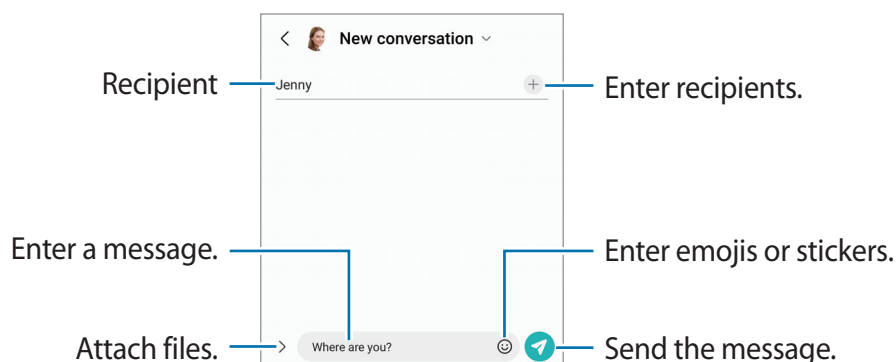 New conversation
Recipient
Jenny
Enter recipients.
Enter a message.
Enter emojis or stickers.
Attach files.
Where are you?
Send the message.